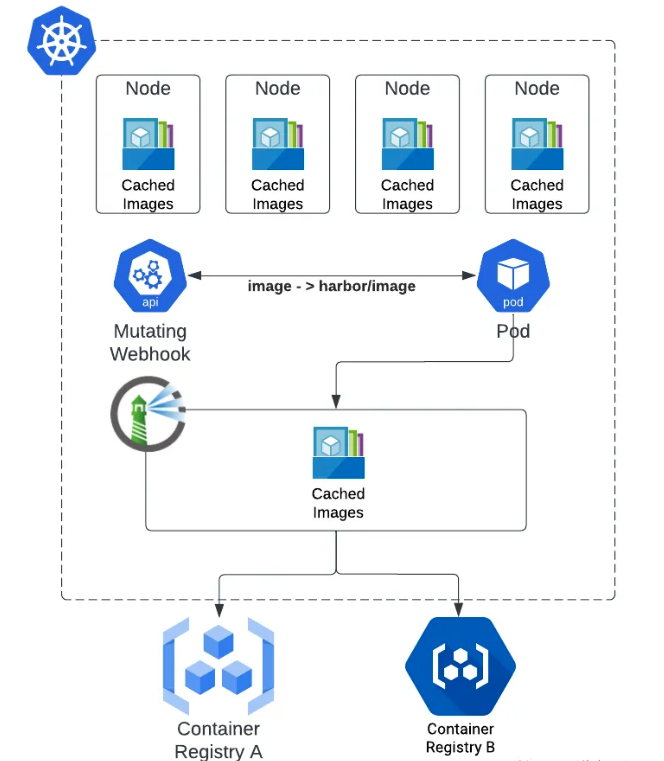 Node
Cached
Images
Node
Cached
Images
Node
Cached
Images
Node
Cached
Images
api
image - > harbor/image
pod
Mutating
Webhook
Pod
Cached
Images
Container
Registry A
Container
Registry B